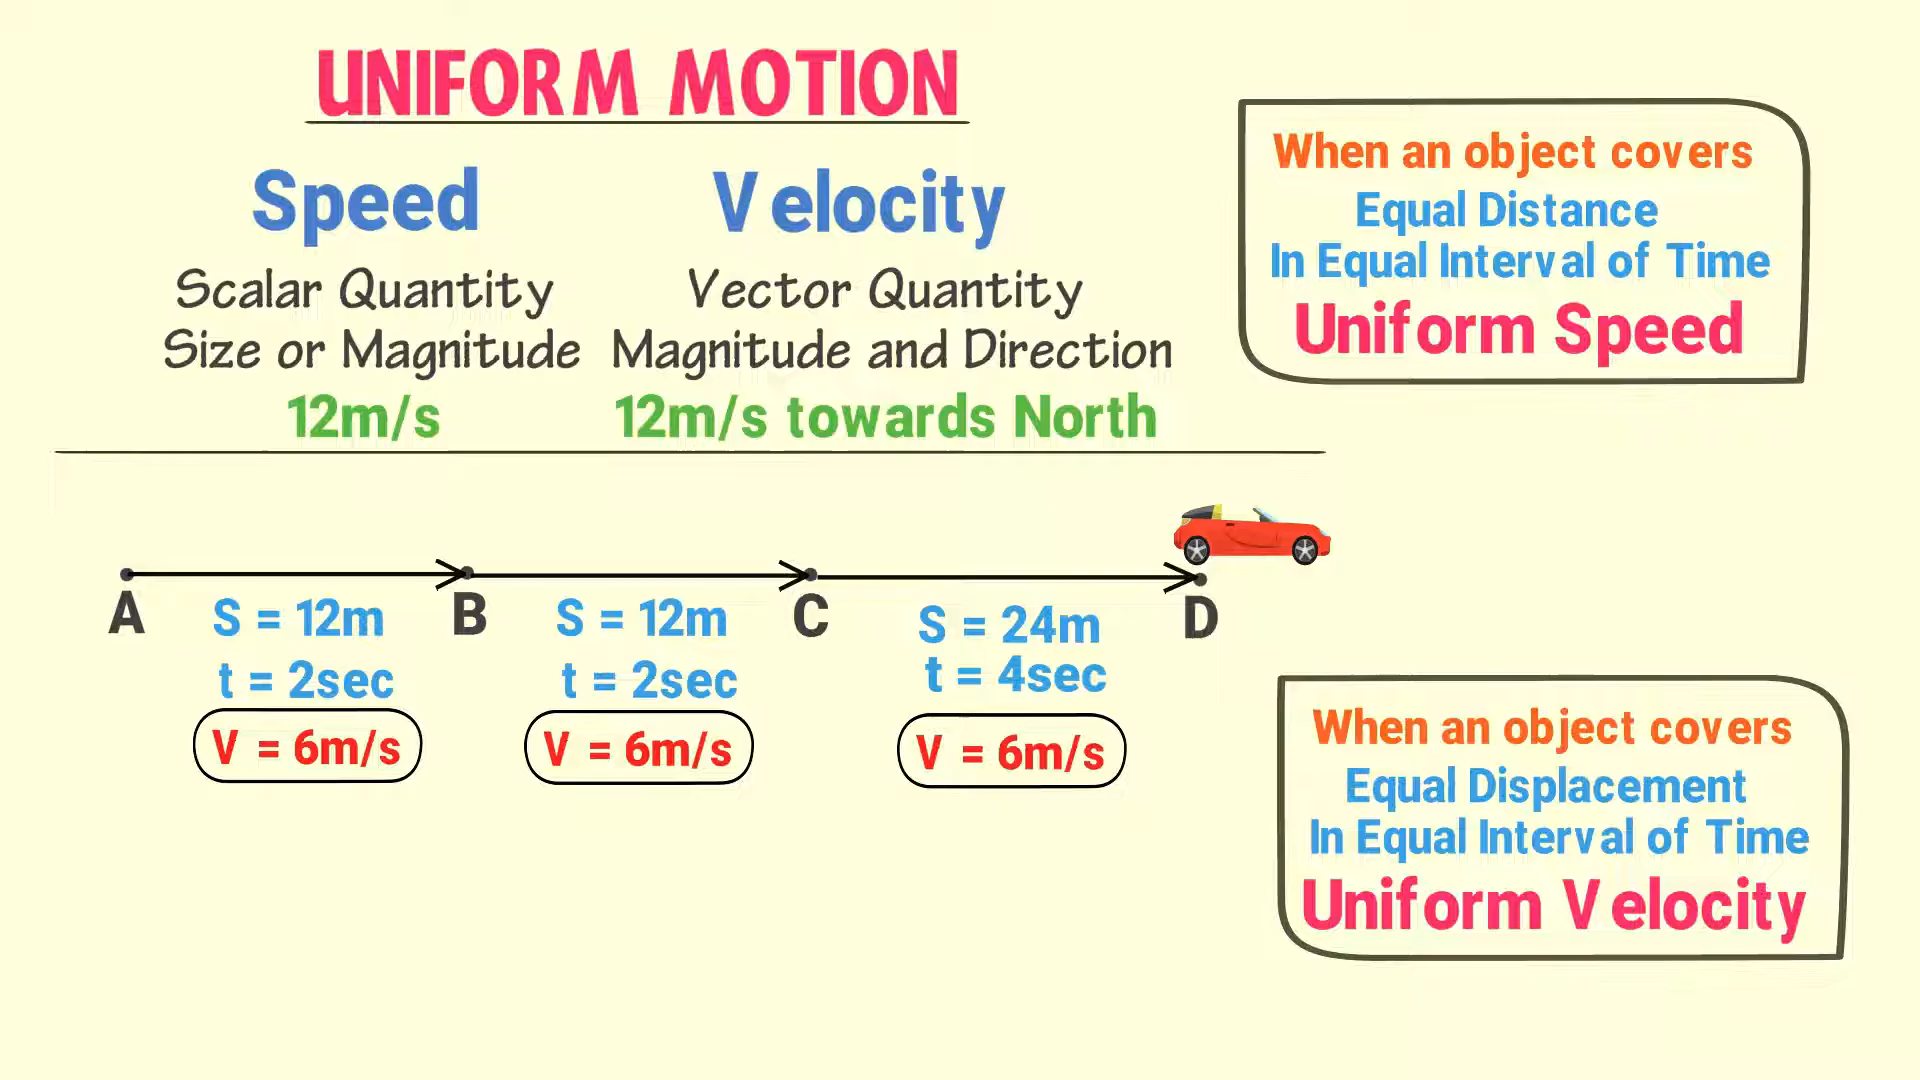 UNIFORM MOTION
Speed
Scalar Quantity
Size or Magnitude
12m/s
Velocity
Vector Quantity
Magnitude and Direction
12m/s towards North
When an object covers
Equal Distance
In Equal Interval of Time
Uniform Speed
A
B
C
D
S = 12m
t = 2sec
V = 6m/s
S = 12m
t = 2sec
V = 6m/s
S = 24m
t = 4sec
V = 6m/s
When an object covers
Equal Displacement
In Equal Interval of Time
Uniform Velocity